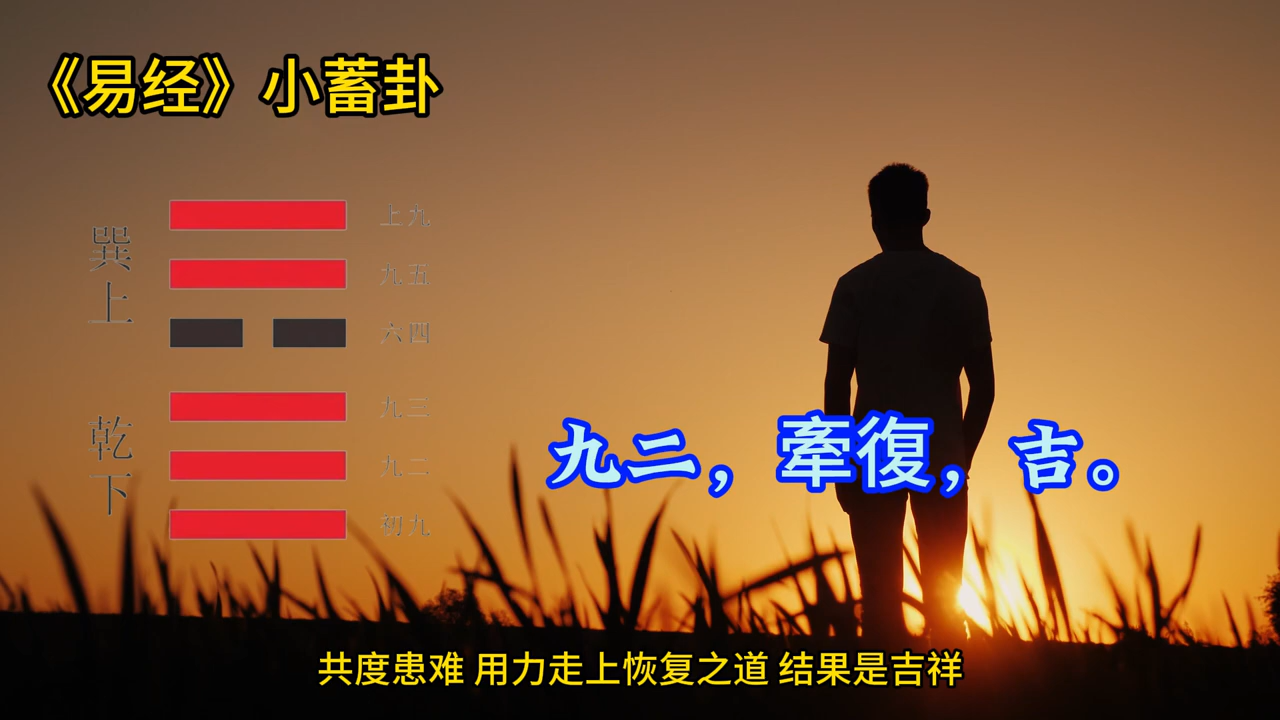 《易经》小蓄卦
巽上
上九
九五
六四
乾下
九三
九二
初九
九二，牽復，吉。
共度患难 用力走上恢复之道 结果是吉祥